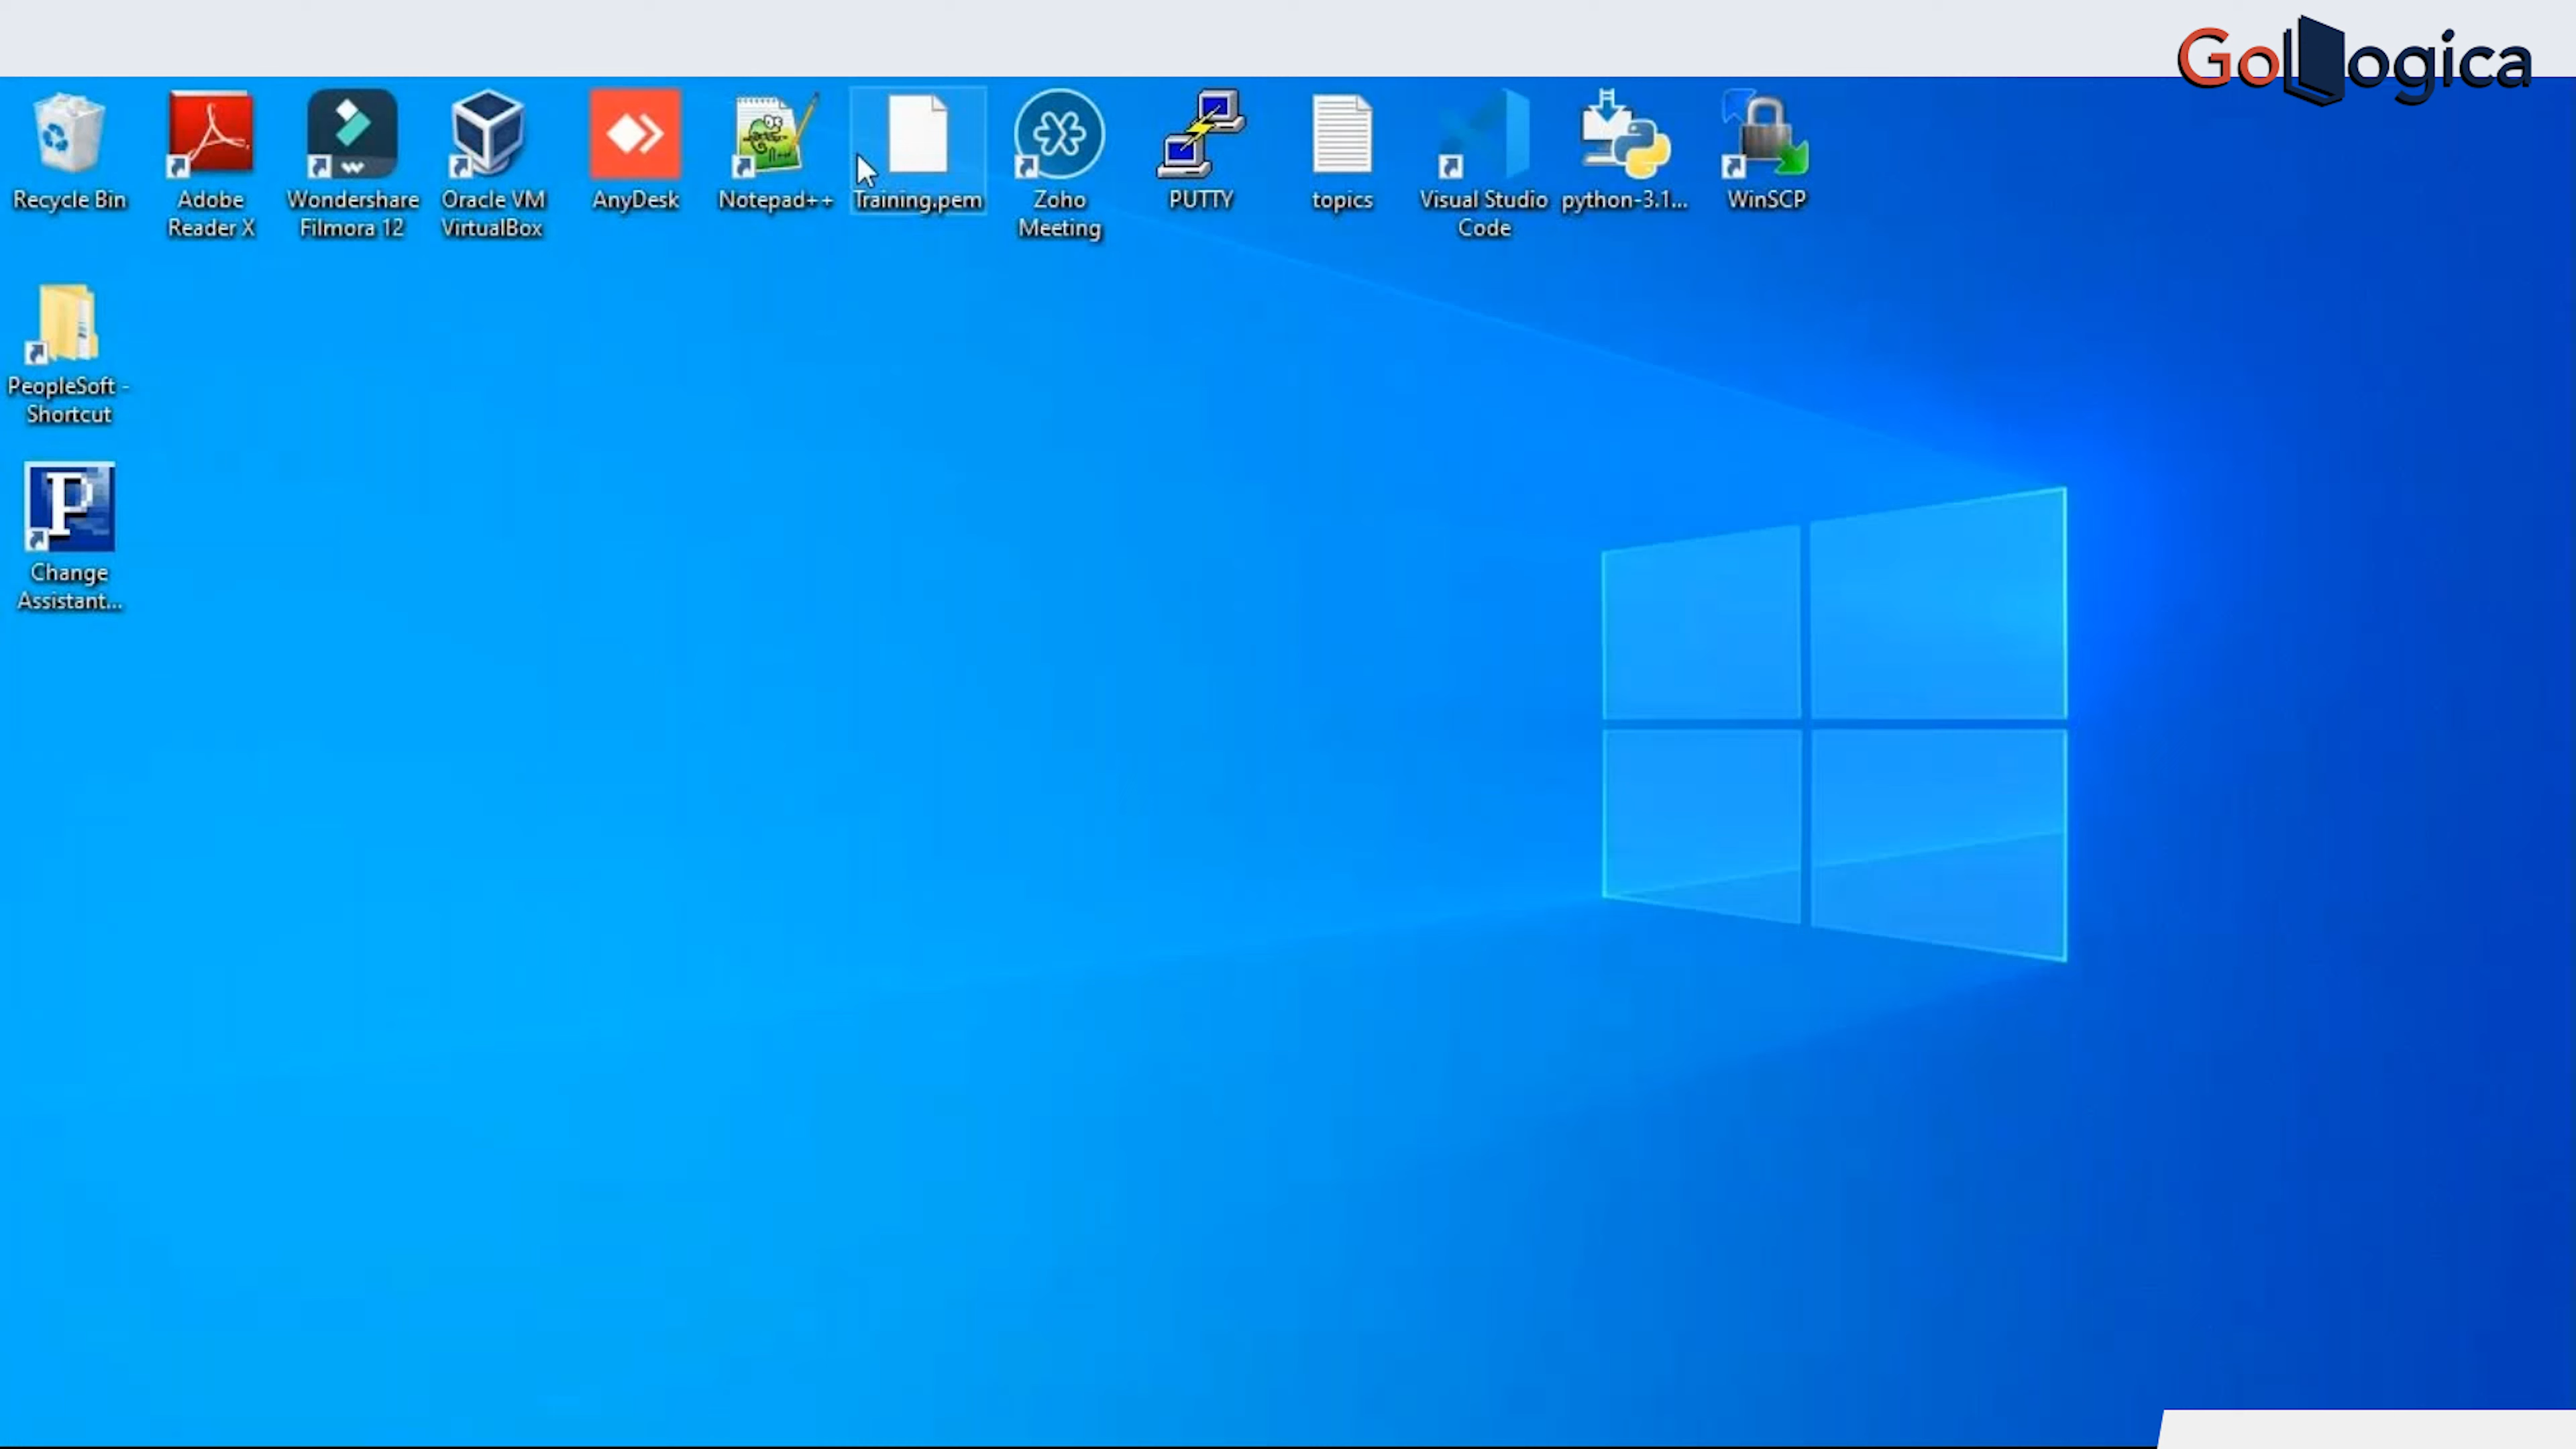 GoLogica
Recycle Bin
Adobe
Reader X
Wondershare
Filmora 12
Oracle VM
VirtualBox
AnyDesk
Notepad++
Training.pem
Zoho
Meeting
PUTTY
topics
Visual Studio
Code
python-3.1...
WinSCP
PeopleSoft -
Shortcut
P
Change
Assistant...